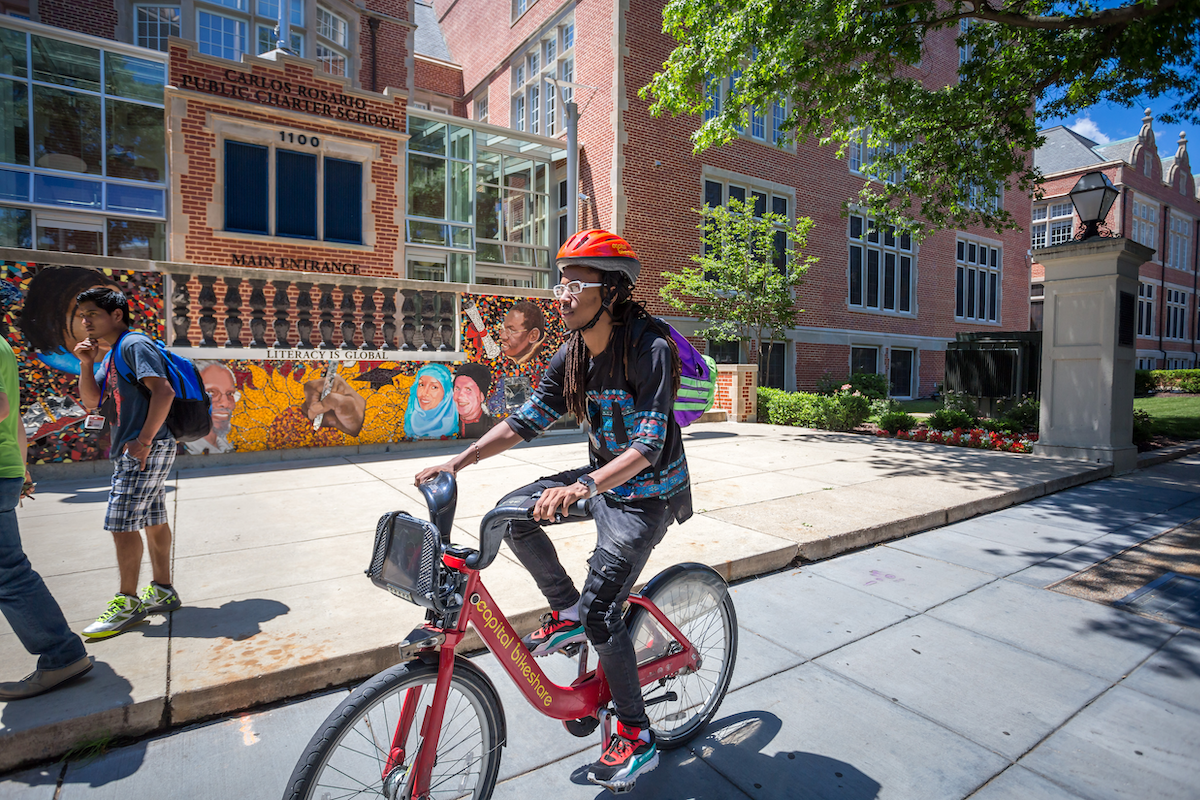 CARLOS ROSARIO
PUBLIC CHARTER SCHOOL
1100
MAIN ENTRANCE
LITERACY IS GLOBAL
capital bikeshare